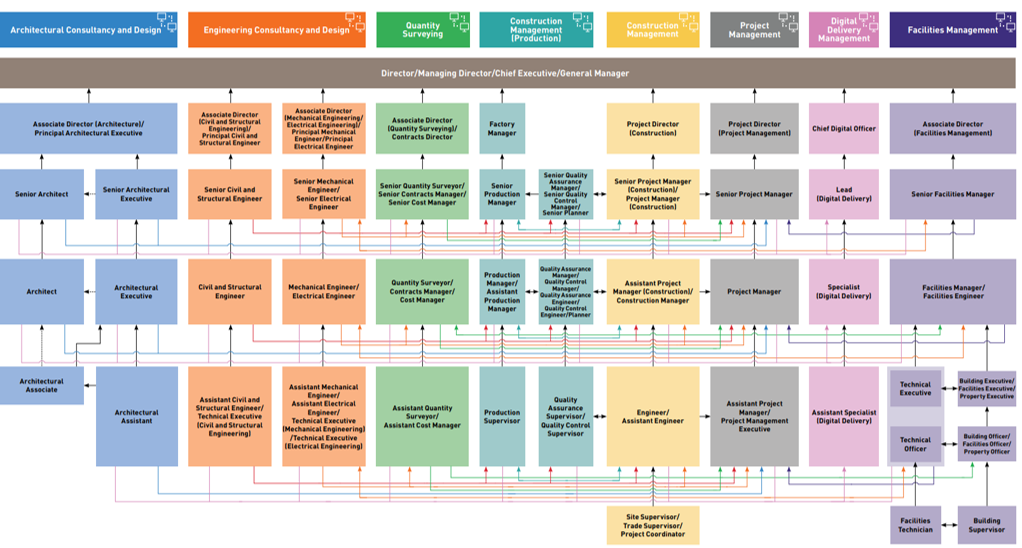 Architectural Consultancy and Design
Engineering Consultancy and Design
Quantity
Surveying
Construction
Management
(Production)
Construction
Management
Project
Management
Digital
Delivery
Management
Facilities Management
Director/Managing Director/Chief Executive/General Manager
Associate Director (Architecture)/
Principal Architectural Executive
Associate Director
(Civil and Structural
Engineering)/
Principal Civil and
Structural Engineer
Associate Director
(Mechanical Engineering/
Electrical Engineering)/
Principal Mechanical
Engineer/Principal
Electrical Engineer
Associate Director
(Quantity Surveying)/
Contracts Director
Factory
Manager
Project Director
(Construction)
Project Director
(Project Management)
Chief Digital Officer
Associate Director
(Facilities Management)
Senior Architect
Senior Architectural
Executive
Senior Civil and
Structural Engineer
Senior Mechanical
Engineer/
Senior Electrical
Engineer
Senior Quantity Surveyor/
Senior Contracts Manager/
Senior Cost Manager
Senior
Production
Manager
Senior Quality
Assurance
Manager/
Senior Quality
Control
Manager/
Senior Planner
Senior Project Manager
(Construction)/
Project Manager
(Construction)
Senior Project Manager
Lead
(Digital Delivery)
Senior Facilities Manager
Architect
Architectural
Executive
Civil and Structural
Engineer
Mechanical Engineer/
Electrical Engineer
Quantity Surveyor/
Contracts Manager/
Cost Manager
Production
Manager/
Assistant
Production
Manager
Quality Assurance
Manager/
Quality Control
Manager/
Quality Assurance
Engineer/
Quality Control
Engineer/Planner
Assistant Project
Manager (Construction)/
Construction Manager
Project Manager
Specialist
(Digital Delivery)
Facilities Manager/
Facilities Engineer
Architectural
Associate
Architectural
Assistant
Assistant Civil and
Structural Engineer/
Technical Executive
(Civil and Structural
Engineering)
Assistant Mechanical
Engineer/
Assistant Electrical
Engineer/
Technical Executive
(Mechanical Engineering)
/Technical Executive
(Electrical Engineering)
Assistant Quantity
Surveyor/
Assistant Cost Manager
Production
Supervisor
Quality
Assurance
Supervisor/
Quality Control
Supervisor
Engineer/
Assistant Engineer
Assistant Project
Manager/
Project Management
Executive
Assistant Specialist
(Digital Delivery)
Technical
Executive
Building Executive/
Facilities Executive/
Property Executive
Technical
Officer
Building Officer/
Facilities Officer/
Property Officer
Site Supervisor/
Trade Supervisor/
Project Coordinator
Facilities
Technician
Building
Supervisor